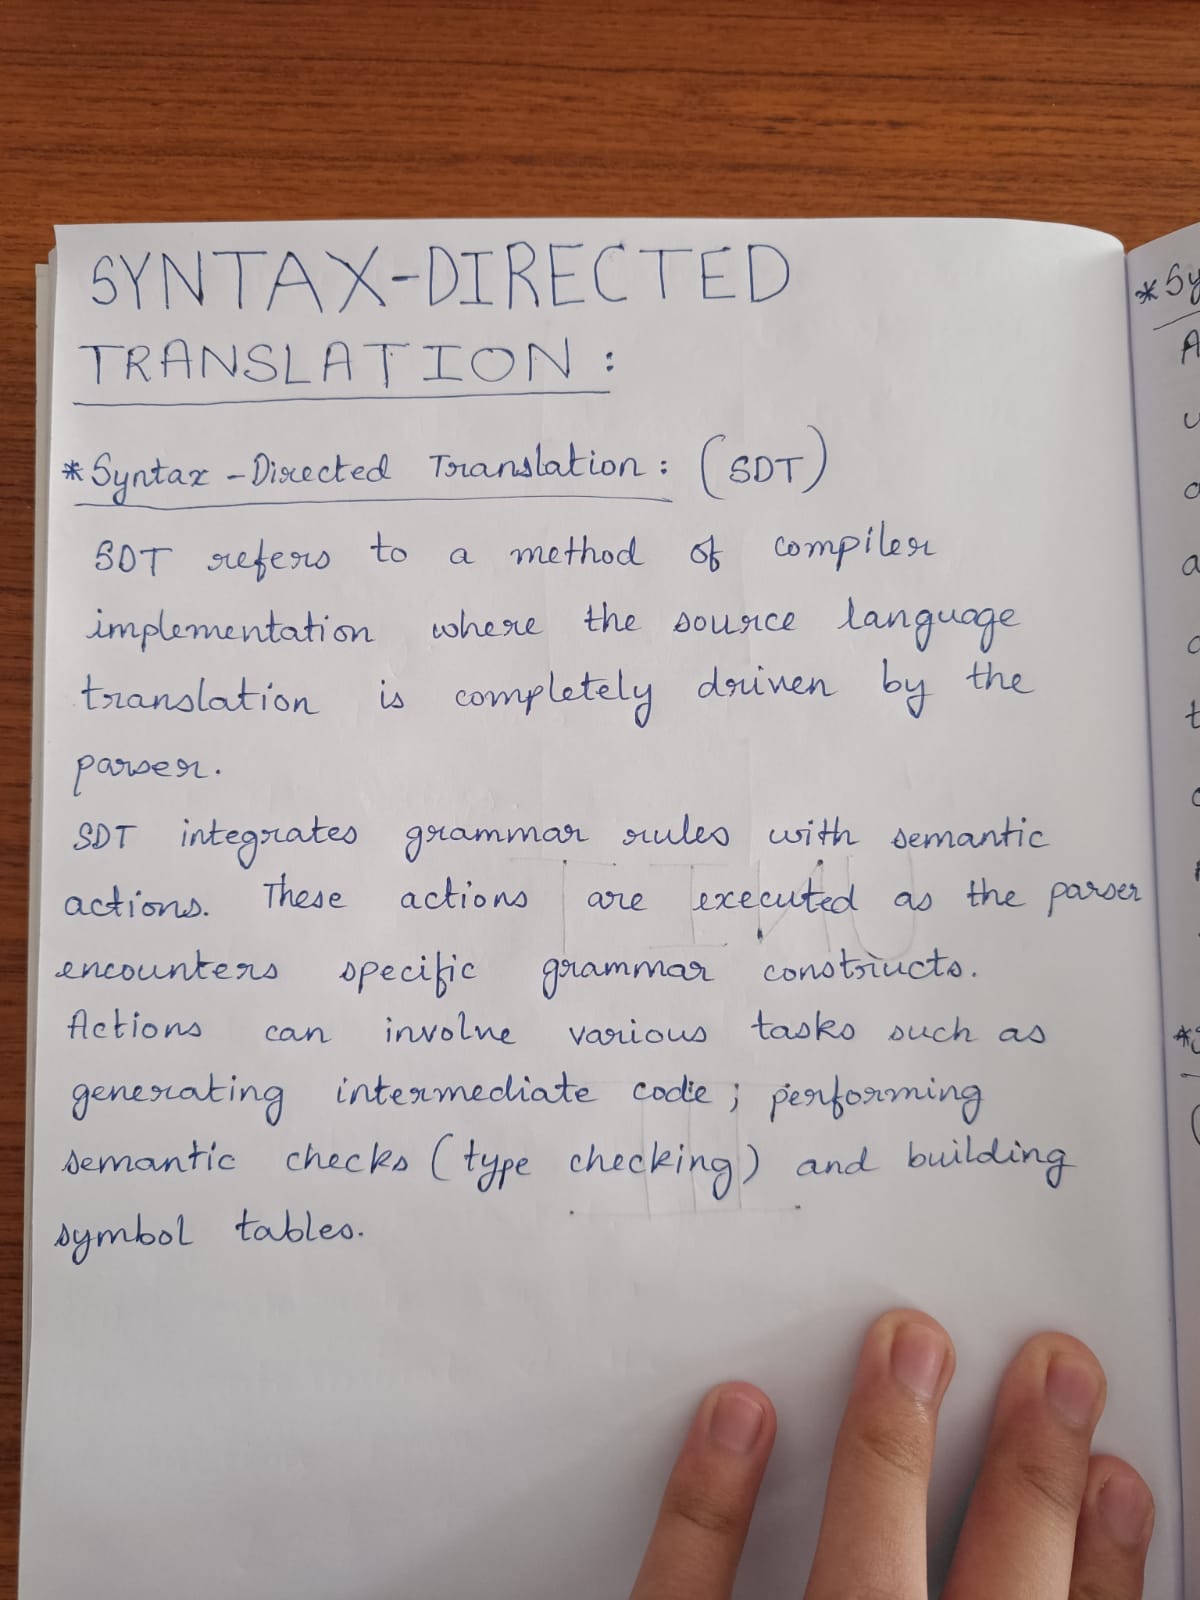 SYNTAX-DIRECTED
TRANSLATION :
* Syntax-Directed Translation : (SDT)
SDT refers to a method of compiler
implementation where the source language
translation is completely driven by the
parser.
SDT integrates grammar rules with semantic
actions. These actions are executed as the parser
encounters specific grammar constructs.
Actions can involve various tasks such as
generating intermediate code ; performing
semantic checks (type checking) and building
symbol tables.
* Sy